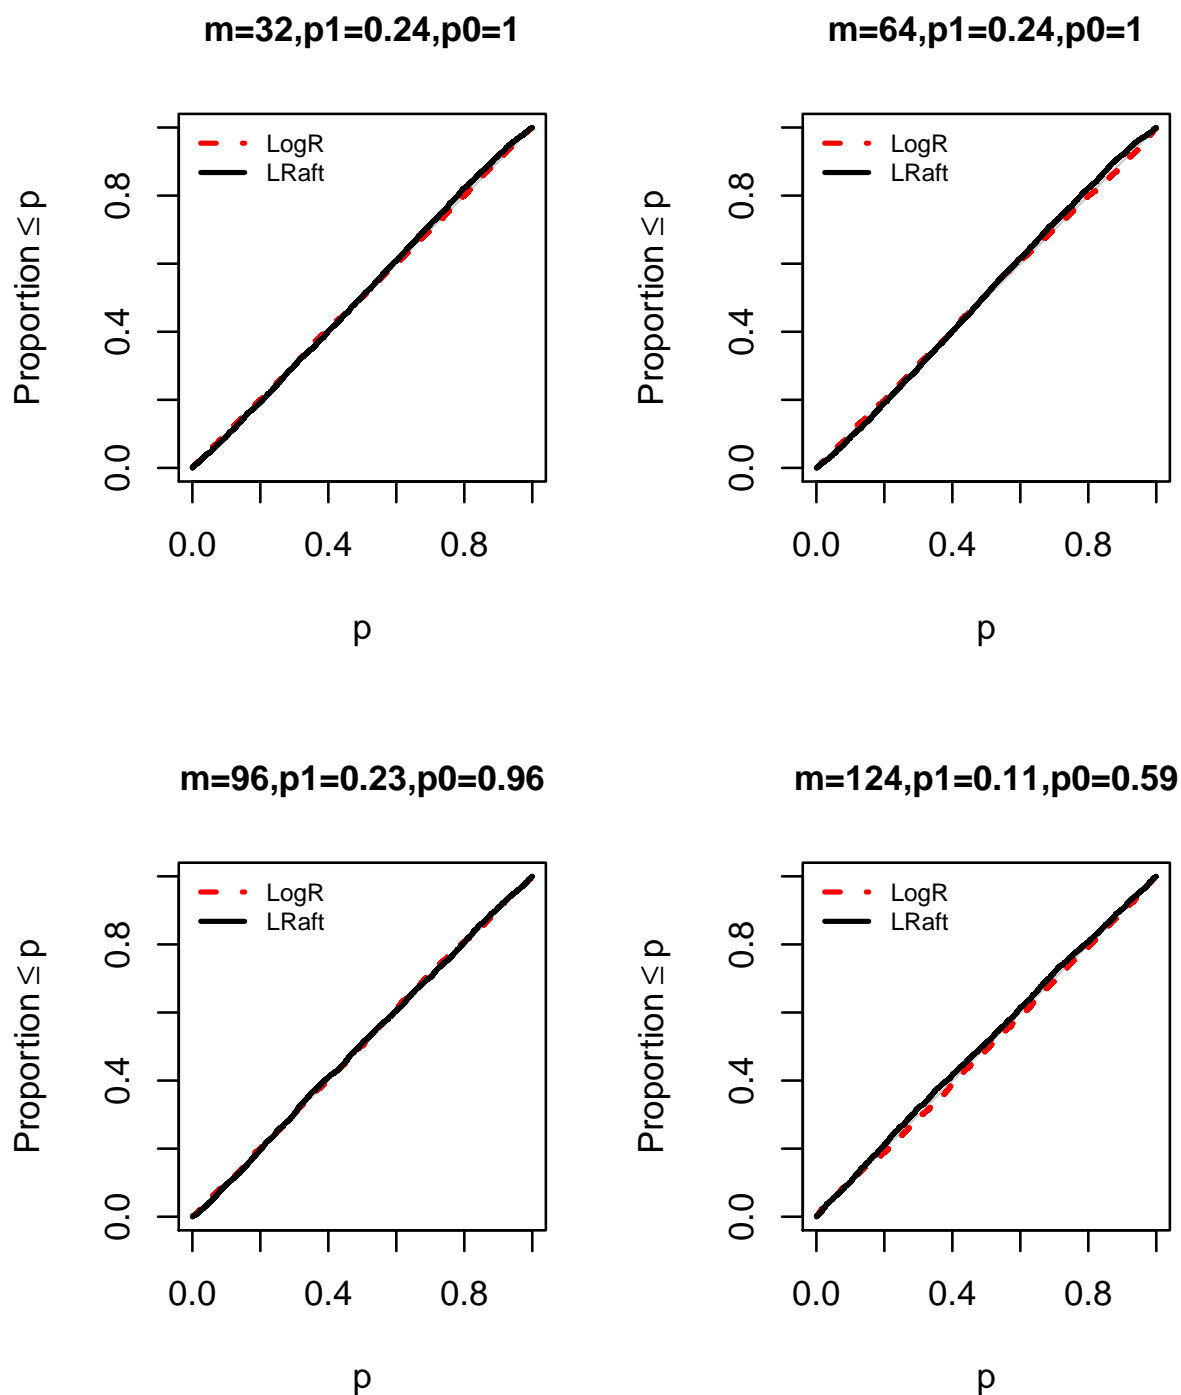 m=32,p1=0.24,p0=1
LogR
LRaft
Proportion ≤ p
0.0 0.4 0.8
0.0 0.4 0.8
p
m=64,p1=0.24,p0=1
LogR
LRaft
Proportion ≤ p
0.0 0.4 0.8
0.0 0.4 0.8
p
m=96,p1=0.23,p0=0.96
LogR
LRaft
Proportion ≤ p
0.0 0.4 0.8
0.0 0.4 0.8
p
m=124,p1=0.11,p0=0.59
LogR
LRaft
Proportion ≤ p
0.0 0.4 0.8
0.0 0.4 0.8
p